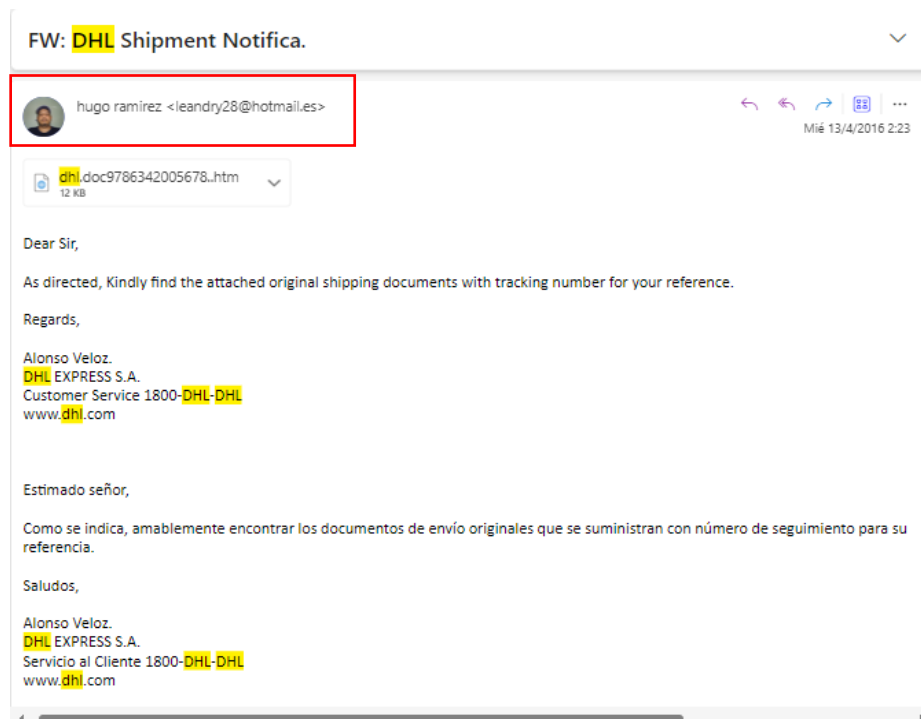 FW: DHL Shipment Notifica.
hugo ramirez <leandry28@hotmail.es>
Mié 13/4/2016 2:23
dhl.doc9786342005678..htm
12 KB
Dear Sir,
As directed, Kindly find the attached original shipping documents with tracking number for your reference.
Regards,
Alonso Veloz.
DHL EXPRESS S.A.
Customer Service 1800-DHL-DHL
www.dhl.com
Estimado señor,
Como se indica, amablemente encontrar los documentos de envío originales que se suministran con número de seguimiento para su
referencia.
Saludos,
Alonso Veloz.
DHL EXPRESS S.A.
Servicio al Cliente 1800-DHL-DHL
www.dhl.com